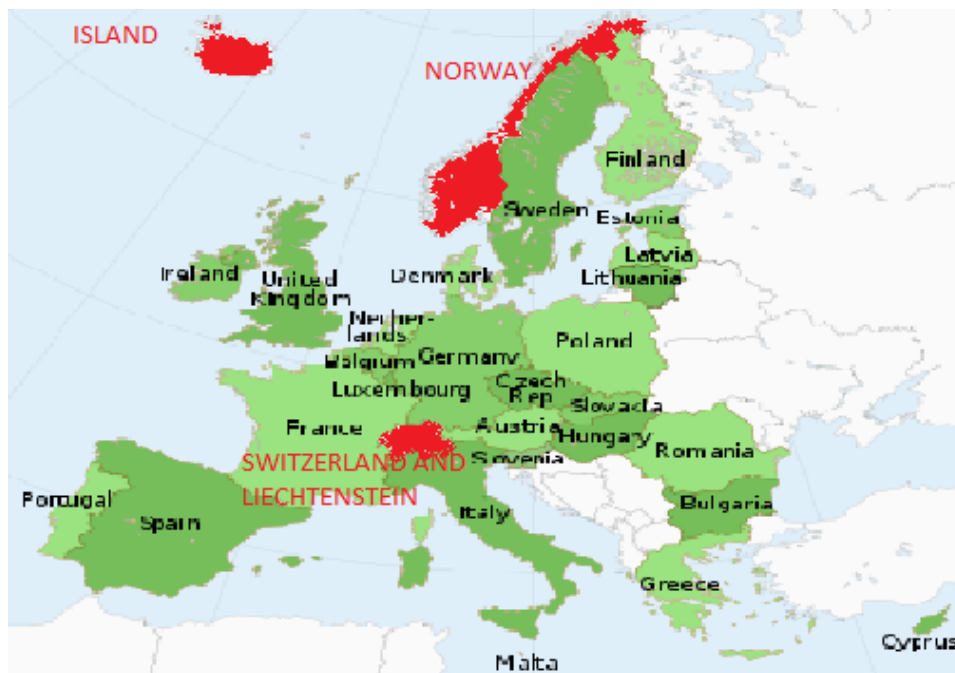 ISLAND
NORWAY
Finland
Sweden
Estonia
Latvia
Lithuania
Denmark
Ireland
United
Kingdom
Nether-
lands
Belgium
Luxembourg
Germany
Poland
Czech
Rep
Slovakia
Austria
Hungary
France
Romania
SWITZERLAND AND
LIECHTENSTEIN
Slovenia
Portugal
Spain
Italy
Bulgaria
Greece
Cyprus
Malta